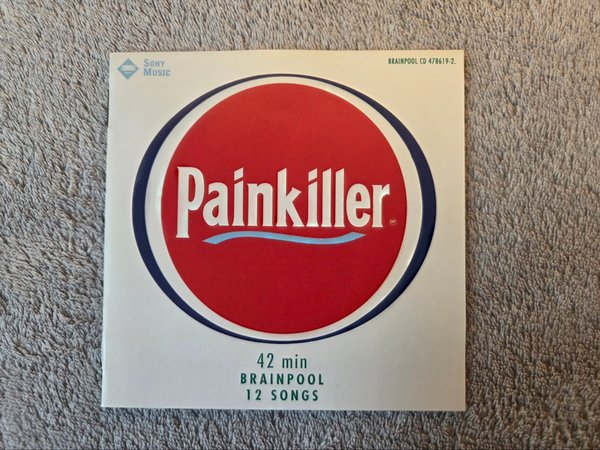 SONY
MUSIC
BRAINPOOL CD 478619-2.
Painkiller
42 min
BRAINPOOL
12 SONGS